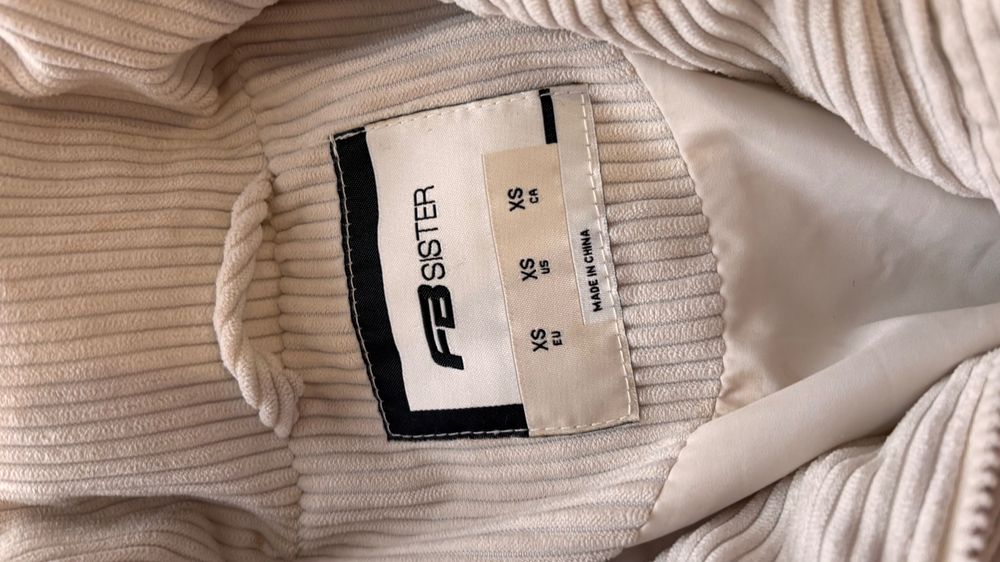 FB SISTER
XS XS XS
EU US CA
MADE IN CHINA